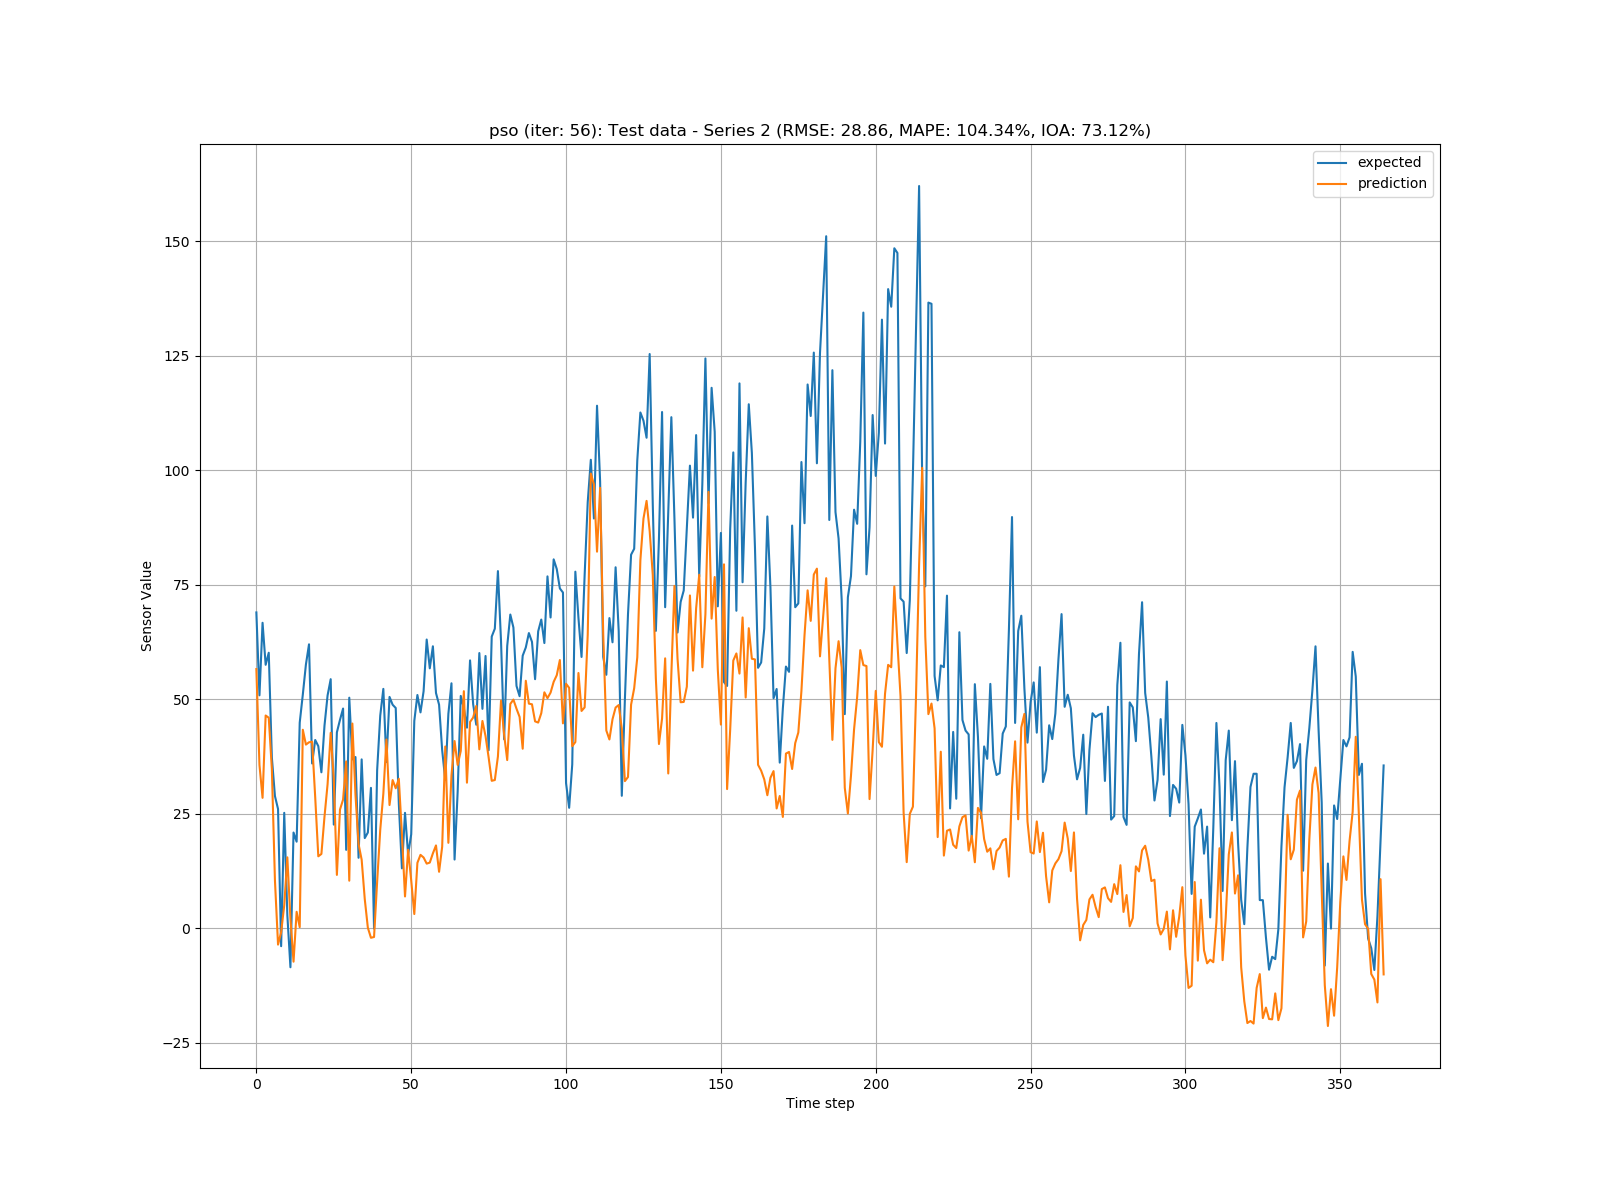 pso (iter: 56): Test data - Series 2 (RMSE: 28.86, MAPE: 104.34%, IOA: 73.12%)
expected
prediction
Sensor Value
150
125
100
75
50
25
0
−25
0 50 100 150 200 250 300 350
Time step